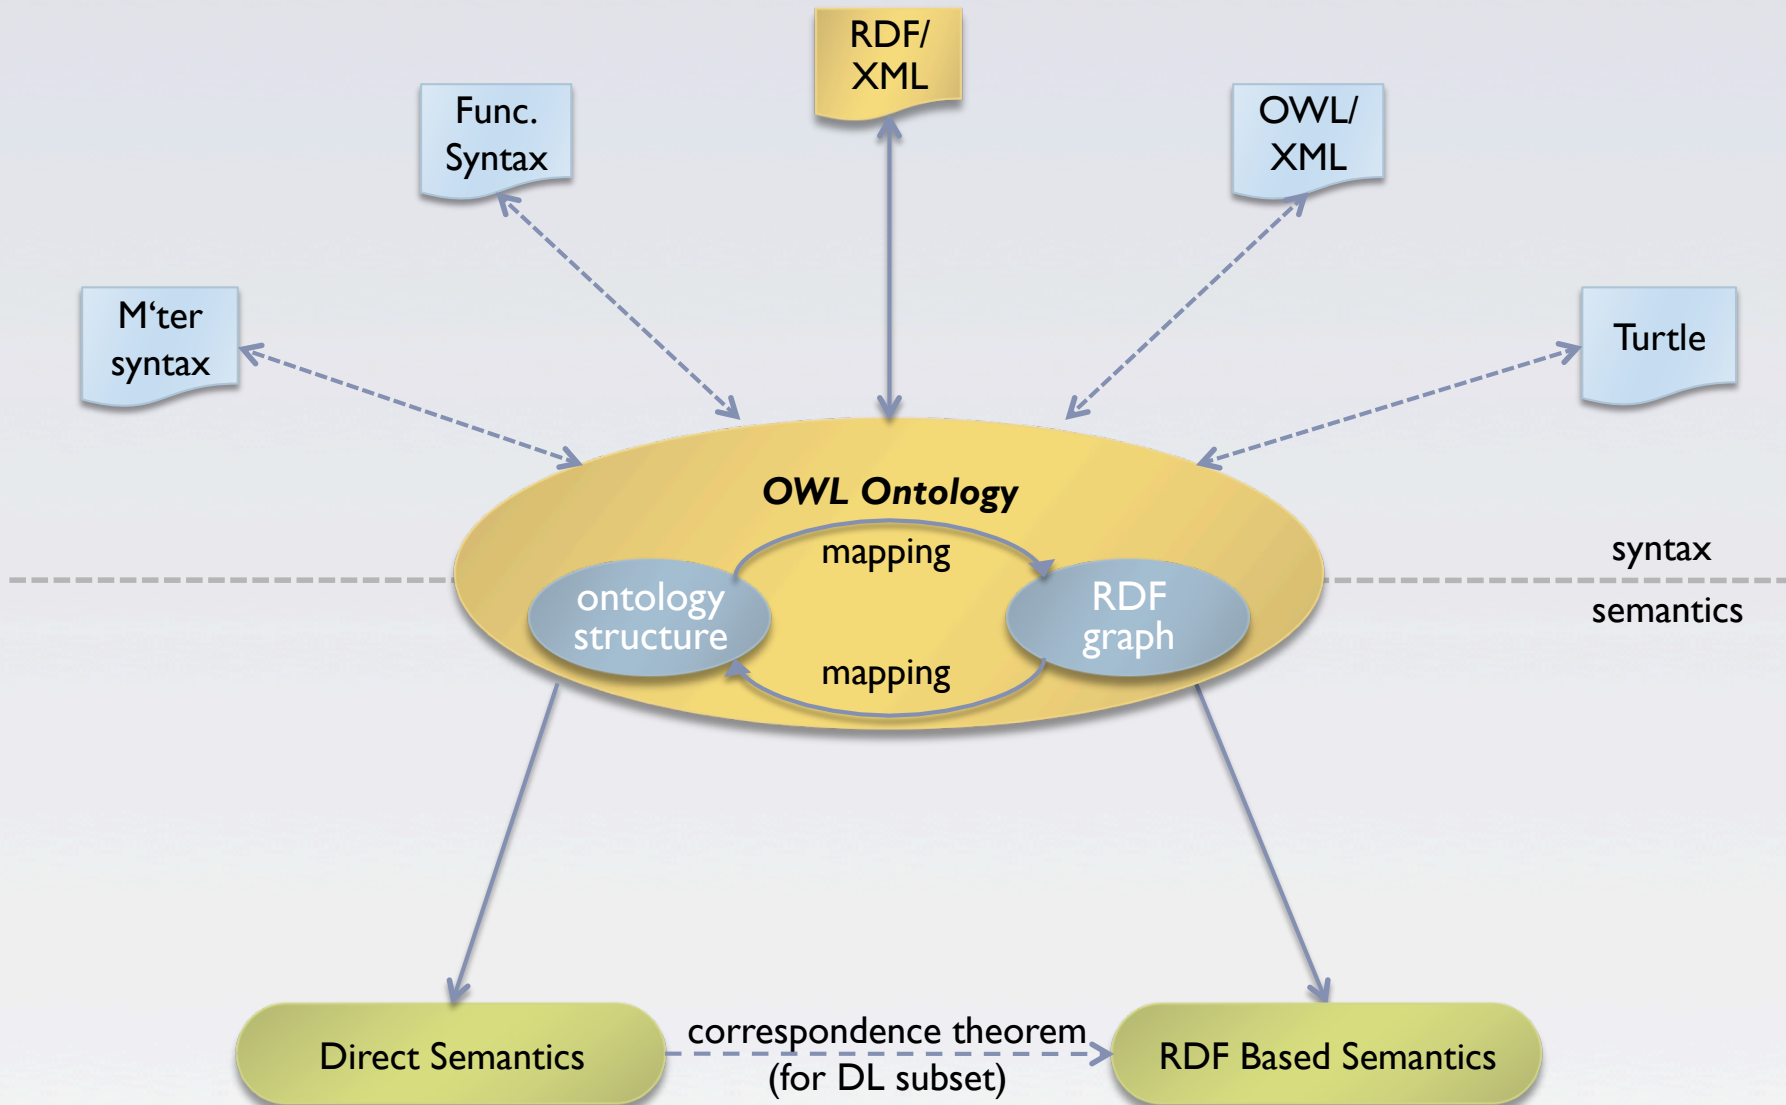 RDF/
XML
Func.
Syntax
OWL/
XML
M‘ter
syntax
Turtle
OWL Ontology
mapping
syntax
ontology
structure
RDF
graph
semantics
mapping
correspondence theorem
Direct Semantics
RDF Based Semantics
(for DL subset)